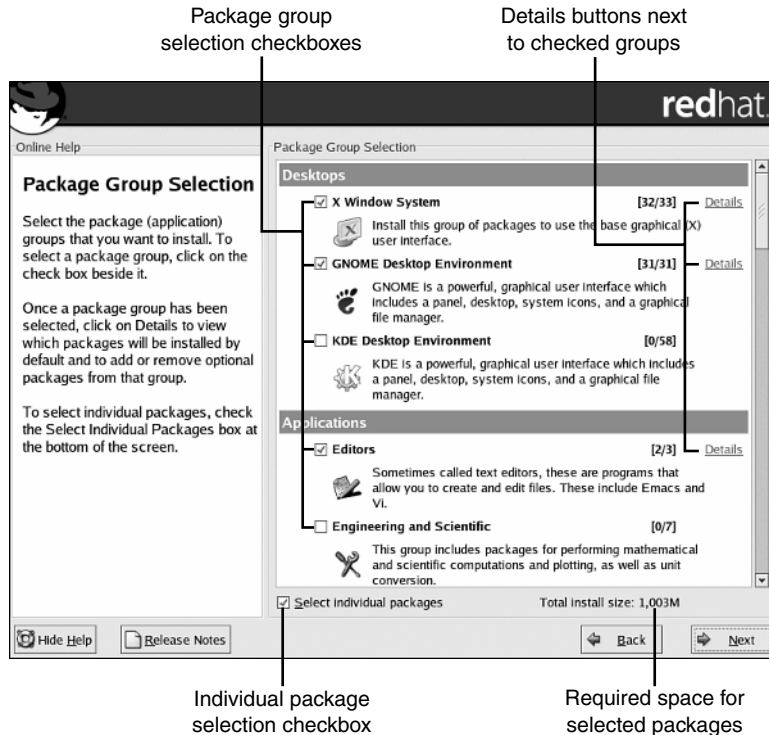 Package group
selection checkboxes
Details buttons next
to checked groups
redhat.
Online Help
Package Group Selection
Select the package (application)
groups that you want to install. To
select a package group, click on the
check box beside it.
Once a package group has been
selected, click on Details to view
which packages will be installed by
default and to add or remove optional
packages from that group.
To select individual packages, check
the Select Individual Packages box at
the bottom of the screen.
Package Group Selection
Desktops
X Window System [32/33] Details
Install this group of packages to use the base graphical (X)
user interface.
GNOME Desktop Environment [31/31] Details
GNOME is a powerful, graphical user interface which
includes a panel, desktop, system icons, and a graphical
file manager.
KDE Desktop Environment [0/58]
KDE is a powerful, graphical user interface which includes
a panel, desktop, system icons, and a graphical file
manager.
Applications
Editors [2/3] Details
Sometimes called text editors, these are programs that
allow you to create and edit files. These include Emacs and
Vi.
Engineering and Scientific [0/7]
This group includes packages for performing mathematical
and scientific computations and plotting, as well as unit
conversion.
Select individual packages Total install size: 1,003M
Hide Help Release Notes Back Next
Individual package
selection checkbox
Required space for
selected packages